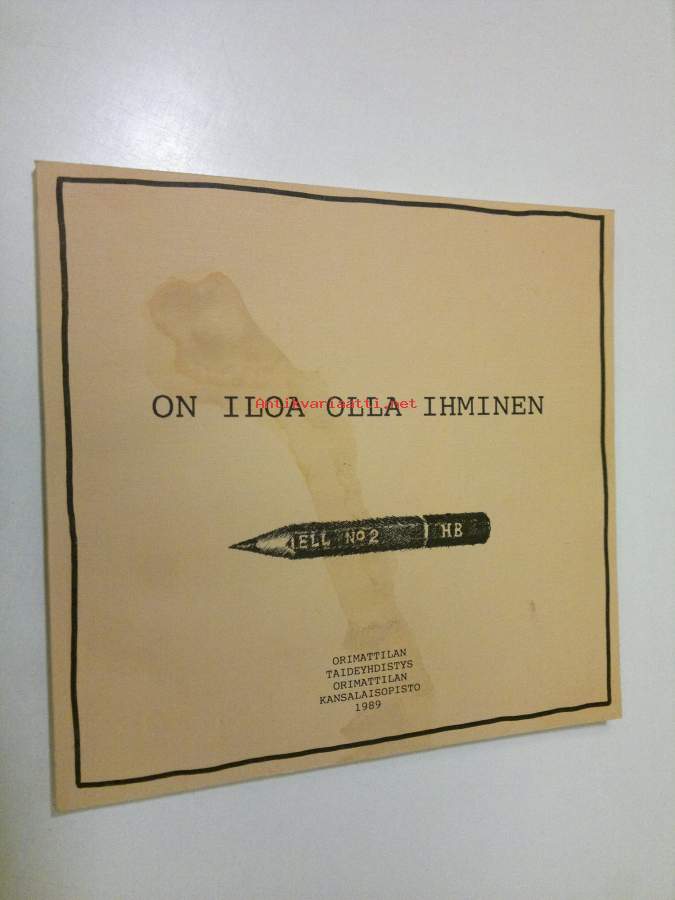 ON ILOA OLLA IHMINEN
Antikvariaatti.net
ELL Nº2 HB
ORIMATTILAN
TAIDEYHDISTYS
ORIMATTILAN
KANSALAISOPISTO
1989